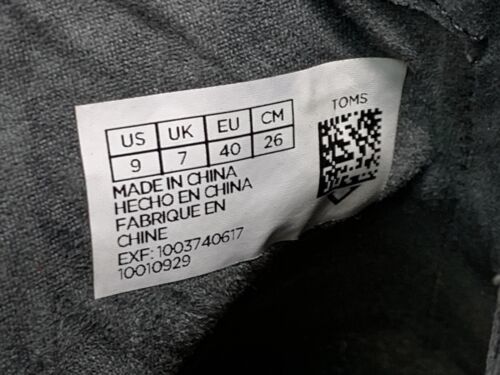 US UK EU CM
9 7 40 26
MADE IN CHINA
HECHO EN CHINA
FABRIQUE EN
CHINE
EXF: 1003740617
10010929
TOMS